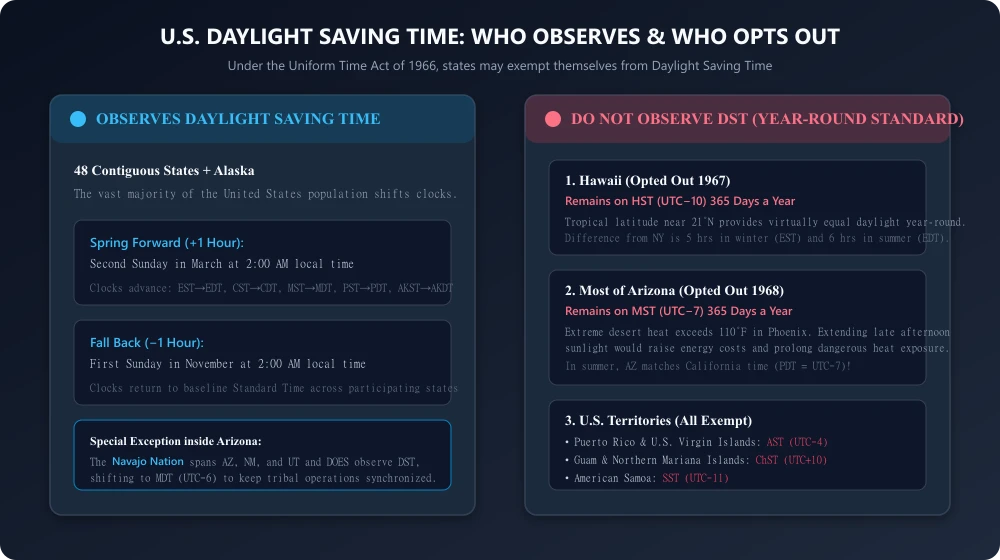 U.S. DAYLIGHT SAVING TIME: WHO OBSERVES & WHO OPTS OUT
Under the Uniform Time Act of 1966, states may exempt themselves from Daylight Saving Time
OBSERVES DAYLIGHT SAVING TIME
48 Contiguous States + Alaska
The vast majority of the United States population shifts clocks.
Spring Forward (+1 Hour):
Second Sunday in March at 2:00 AM local time
Clocks advance: EST→EDT, CST→CDT, MST→MDT, PST→PDT, AKST→AKDT
Fall Back (−1 Hour):
First Sunday in November at 2:00 AM local time
Clocks return to baseline Standard Time across participating states
Special Exception inside Arizona:
The Navajo Nation spans AZ, NM, and UT and DOES observe DST,
shifting to MDT (UTC-6) to keep tribal operations synchronized.
DO NOT OBSERVE DST (YEAR-ROUND STANDARD)
1. Hawaii (Opted Out 1967)
Remains on HST (UTC−10) 365 Days a Year
Tropical latitude near 21°N provides virtually equal daylight year-round.
Difference from NY is 5 hrs in winter (EST) and 6 hrs in summer (EDT).
2. Most of Arizona (Opted Out 1968)
Remains on MST (UTC−7) 365 Days a Year
Extreme desert heat exceeds 110°F in Phoenix. Extending late afternoon
sunlight would raise energy costs and prolong dangerous heat exposure.
In summer, AZ matches California time (PDT = UTC-7)!
3. U.S. Territories (All Exempt)
• Puerto Rico & U.S. Virgin Islands: AST (UTC-4)
• Guam & Northern Mariana Islands: ChST (UTC+10)
• American Samoa: SST (UTC-11)